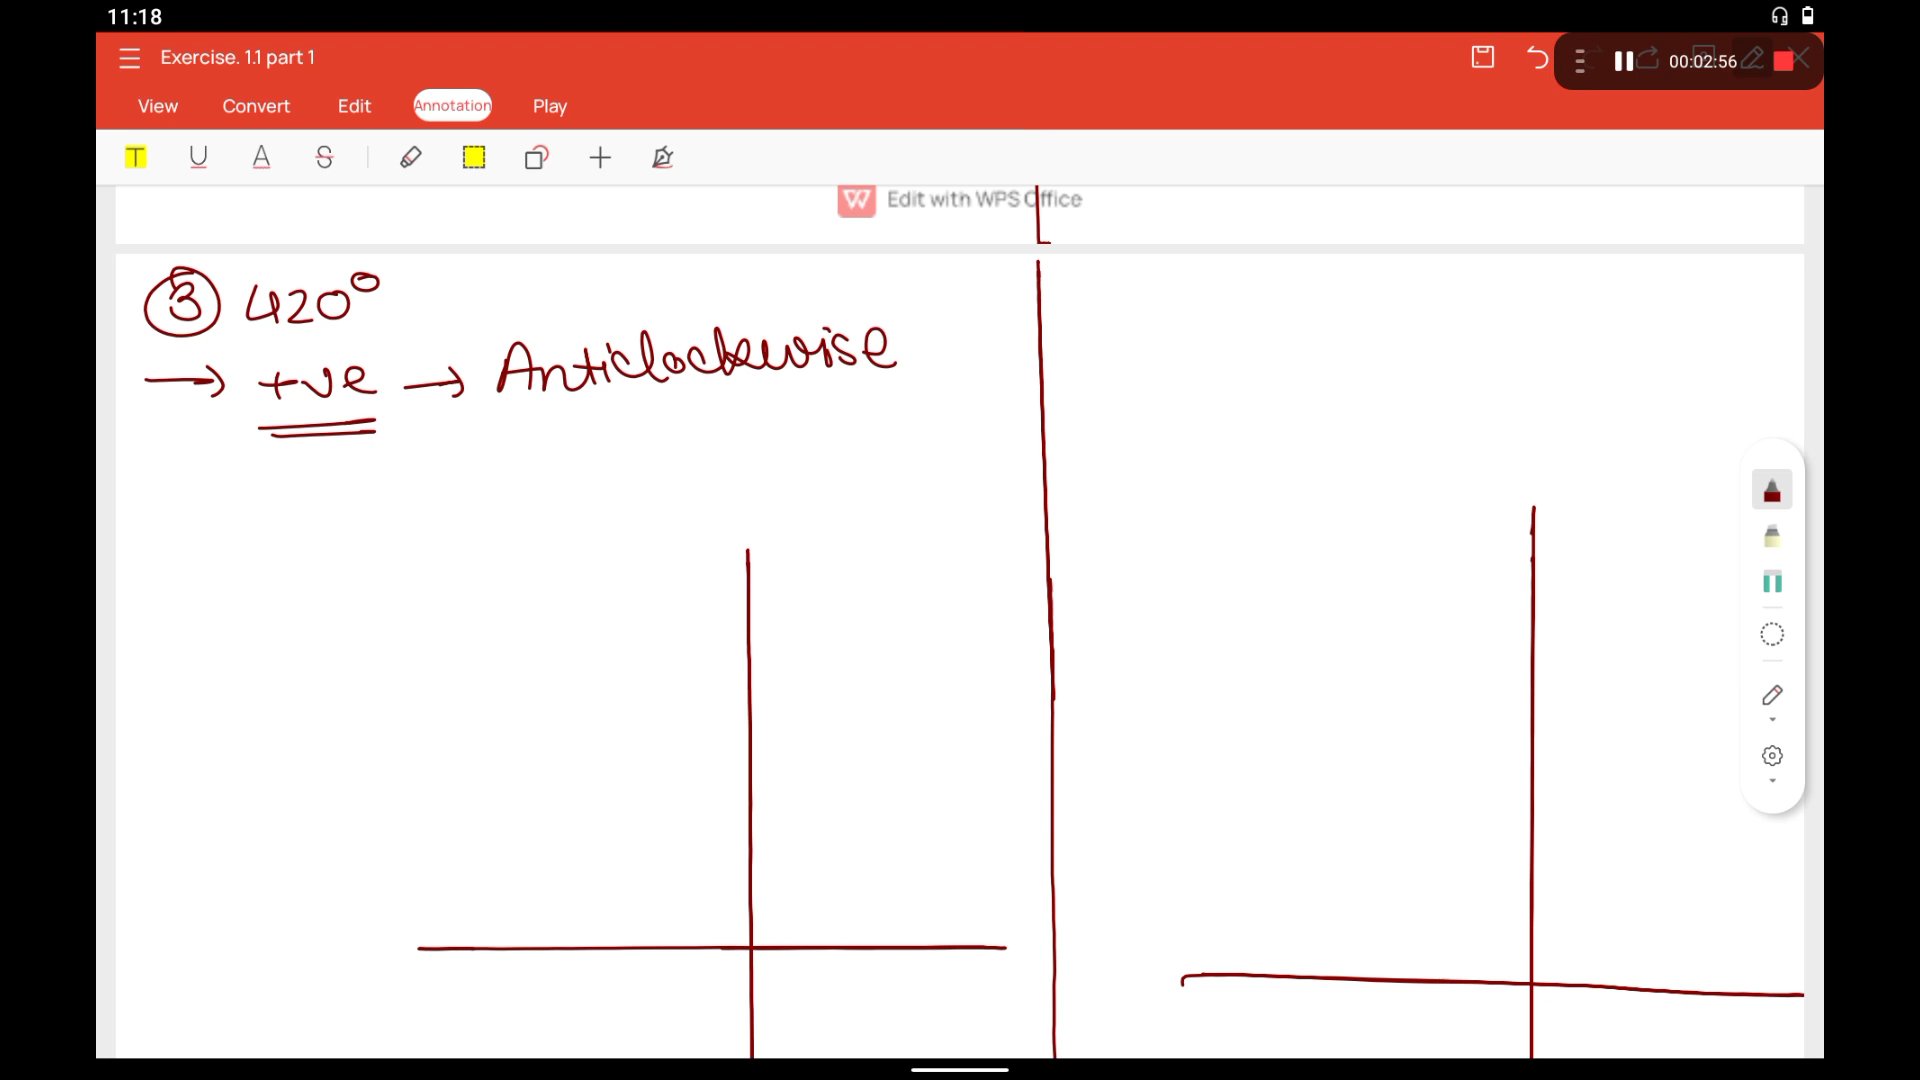 11:18
Exercise. 1.1 part 1
00:02:56
View Convert Edit Annotation Play
T U A S
Edit with WPS Office
③ 420°
→ +ve → Anticlockwise